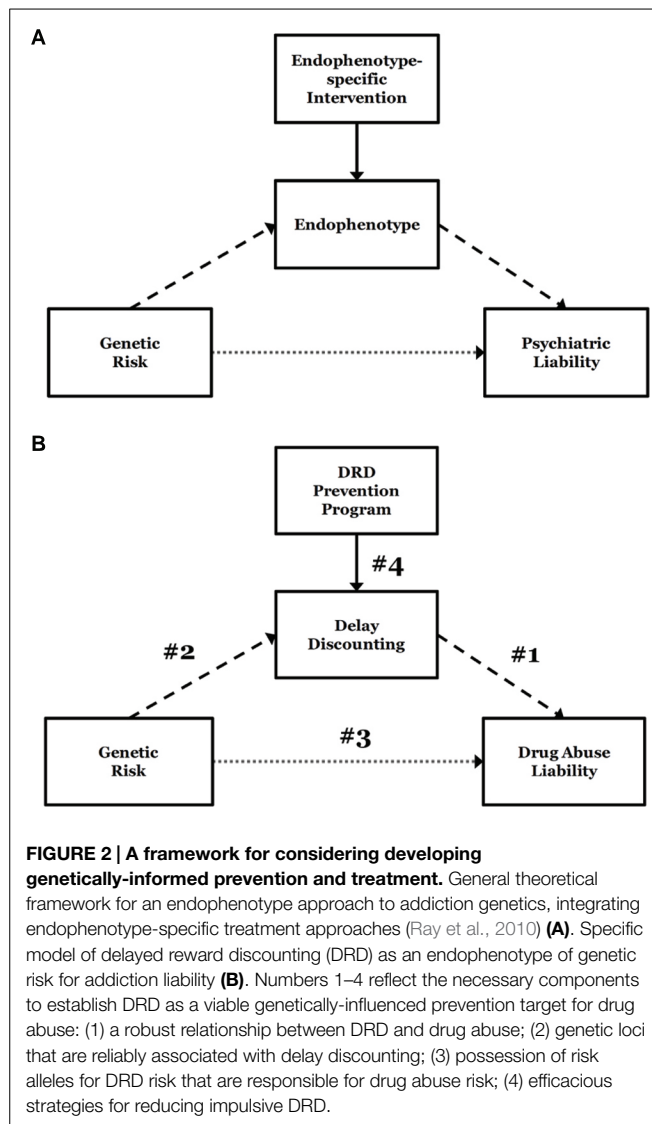 A
Endophenotype-
specific
Intervention
Endophenotype
Genetic
Risk
Psychiatric
Liability
B
DRD
Prevention
Program
#4
Delay
Discounting
#2
#1
Genetic
Risk
#3
Drug Abuse
Liability
FIGURE 2 | A framework for considering developing
genetically-informed prevention and treatment. General theoretical
framework for an endophenotype approach to addiction genetics, integrating
endophenotype-specific treatment approaches (Ray et al., 2010) (A). Specific
model of delayed reward discounting (DRD) as an endophenotype of genetic
risk for addiction liability (B). Numbers 1–4 reflect the necessary components
to establish DRD as a viable genetically-influenced prevention target for drug
abuse: (1) a robust relationship between DRD and drug abuse; (2) genetic loci
that are reliably associated with delay discounting; (3) possession of risk
alleles for DRD risk that are responsible for drug abuse risk; (4) efficacious
strategies for reducing impulsive DRD.